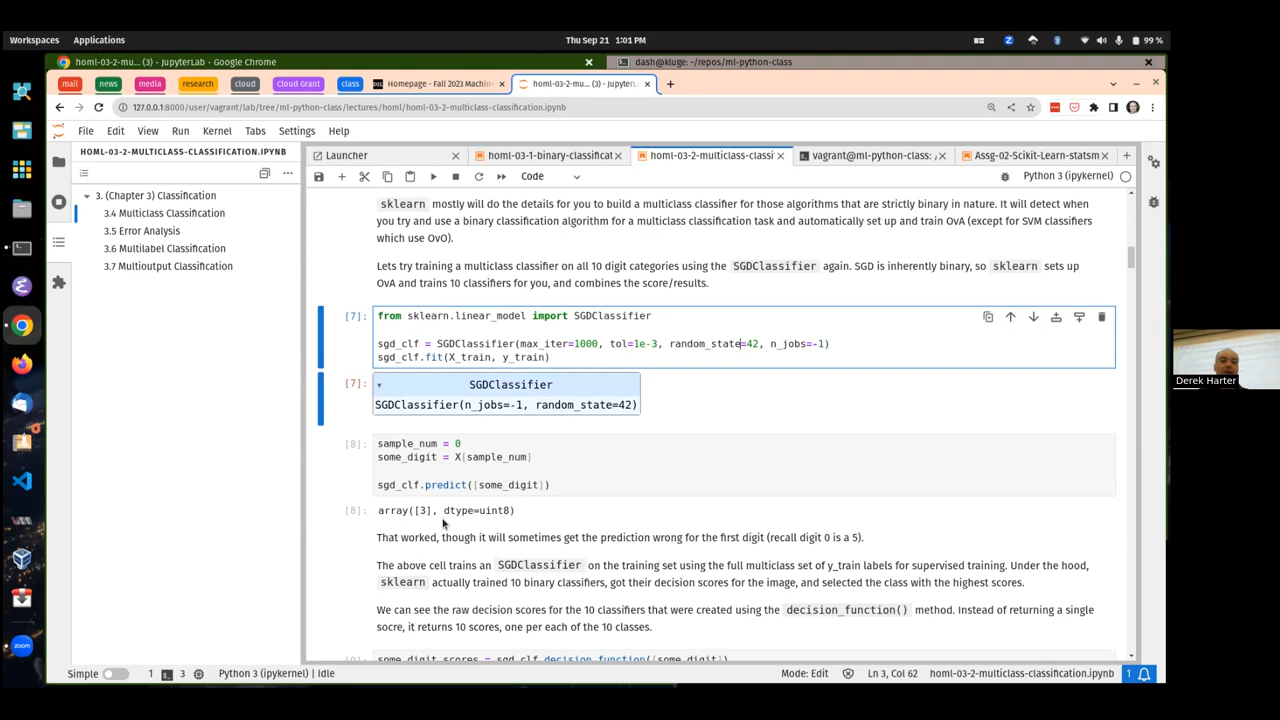 Workspaces Applications Thu Sep 21 1:01 PM 99 %
homl-03-2-mu... (3) - JupyterLab - Google Chrome dash@kluge: ~/repos/ml-python-class
mail news media research cloud Cloud Grant class Homepage - Fall 2023 Machin homl-03-2-mu... (3) - JupyterL
127.0.0.1:8000/user/vagrant/lab/tree/ml-python-class/lectures/homl/homl-03-2-multiclass-classification.ipynb
File Edit View Run Kernel Tabs Settings Help
HOML-03-2-MULTICLASS-CLASSIFICATION.IPYNB
Launcher homl-03-1-binary-classificat homl-03-2-multiclass-classi vagrant@ml-python-class: / Assg-02-Scikit-Learn-statsm
Code Python 3 (ipykernel)
3. (Chapter 3) Classification
3.4 Multiclass Classification
3.5 Error Analysis
3.6 Multilabel Classification
3.7 Multioutput Classification
sklearn mostly will do the details for you to build a multiclass classifier for those algorithms that are strictly binary in nature. It will detect when
you try and use a binary classification algorithm for a multiclass classification task and automatically set up and train OvA (except for SVM classifiers
which use OvO).
Lets try training a multiclass classifier on all 10 digit categories using the SGDClassifier again. SGD is inherently binary, so sklearn sets up
OvA and trains 10 classifiers for you, and combines the score/results.
[7]: from sklearn.linear_model import SGDClassifier
sgd_clf = SGDClassifier(max_iter=1000, tol=1e-3, random_state=42, n_jobs=-1)
sgd_clf.fit(X_train, y_train)
[7]: SGDClassifier
SGDClassifier(n_jobs=-1, random_state=42)
[8]: sample_num = 0
some_digit = X[sample_num]
sgd_clf.predict([some_digit])
[8]: array([3], dtype=uint8)
That worked, though it will sometimes get the prediction wrong for the first digit (recall digit 0 is a 5).
The above cell trains an SGDClassifier on the training set using the full multiclass set of y_train labels for supervised training. Under the hood,
sklearn actually trained 10 binary classifiers, got their decision scores for the image, and selected the class with the highest scores.
We can see the raw decision scores for the 10 classifiers that were created using the decision_function() method. Instead of returning a single
socre, it returns 10 scores, one per each of the 10 classes.
some_digit_scores = sgd_clf.decision_function([some_digit])
Simple 1 3 Python 3 (ipykernel) | Idle Mode: Edit Ln 3, Col 62 homl-03-2-multiclass-classification.ipynb 1
Derek Harter
zoom